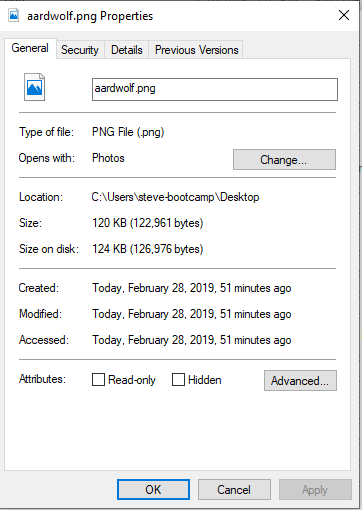 aardwolf.png Properties
General Security Details Previous Versions
aardwolf.png
Type of file: PNG File (.png)
Opens with: Photos Change...
Location: C:\Users\steve-bootcamp\Desktop
Size: 120 KB (122,961 bytes)
Size on disk: 124 KB (126,976 bytes)
Created: Today, February 28, 2019, 51 minutes ago
Modified: Today, February 28, 2019, 51 minutes ago
Accessed: Today, February 28, 2019, 51 minutes ago
Attributes: Read-only Hidden Advanced...
OK Cancel Apply